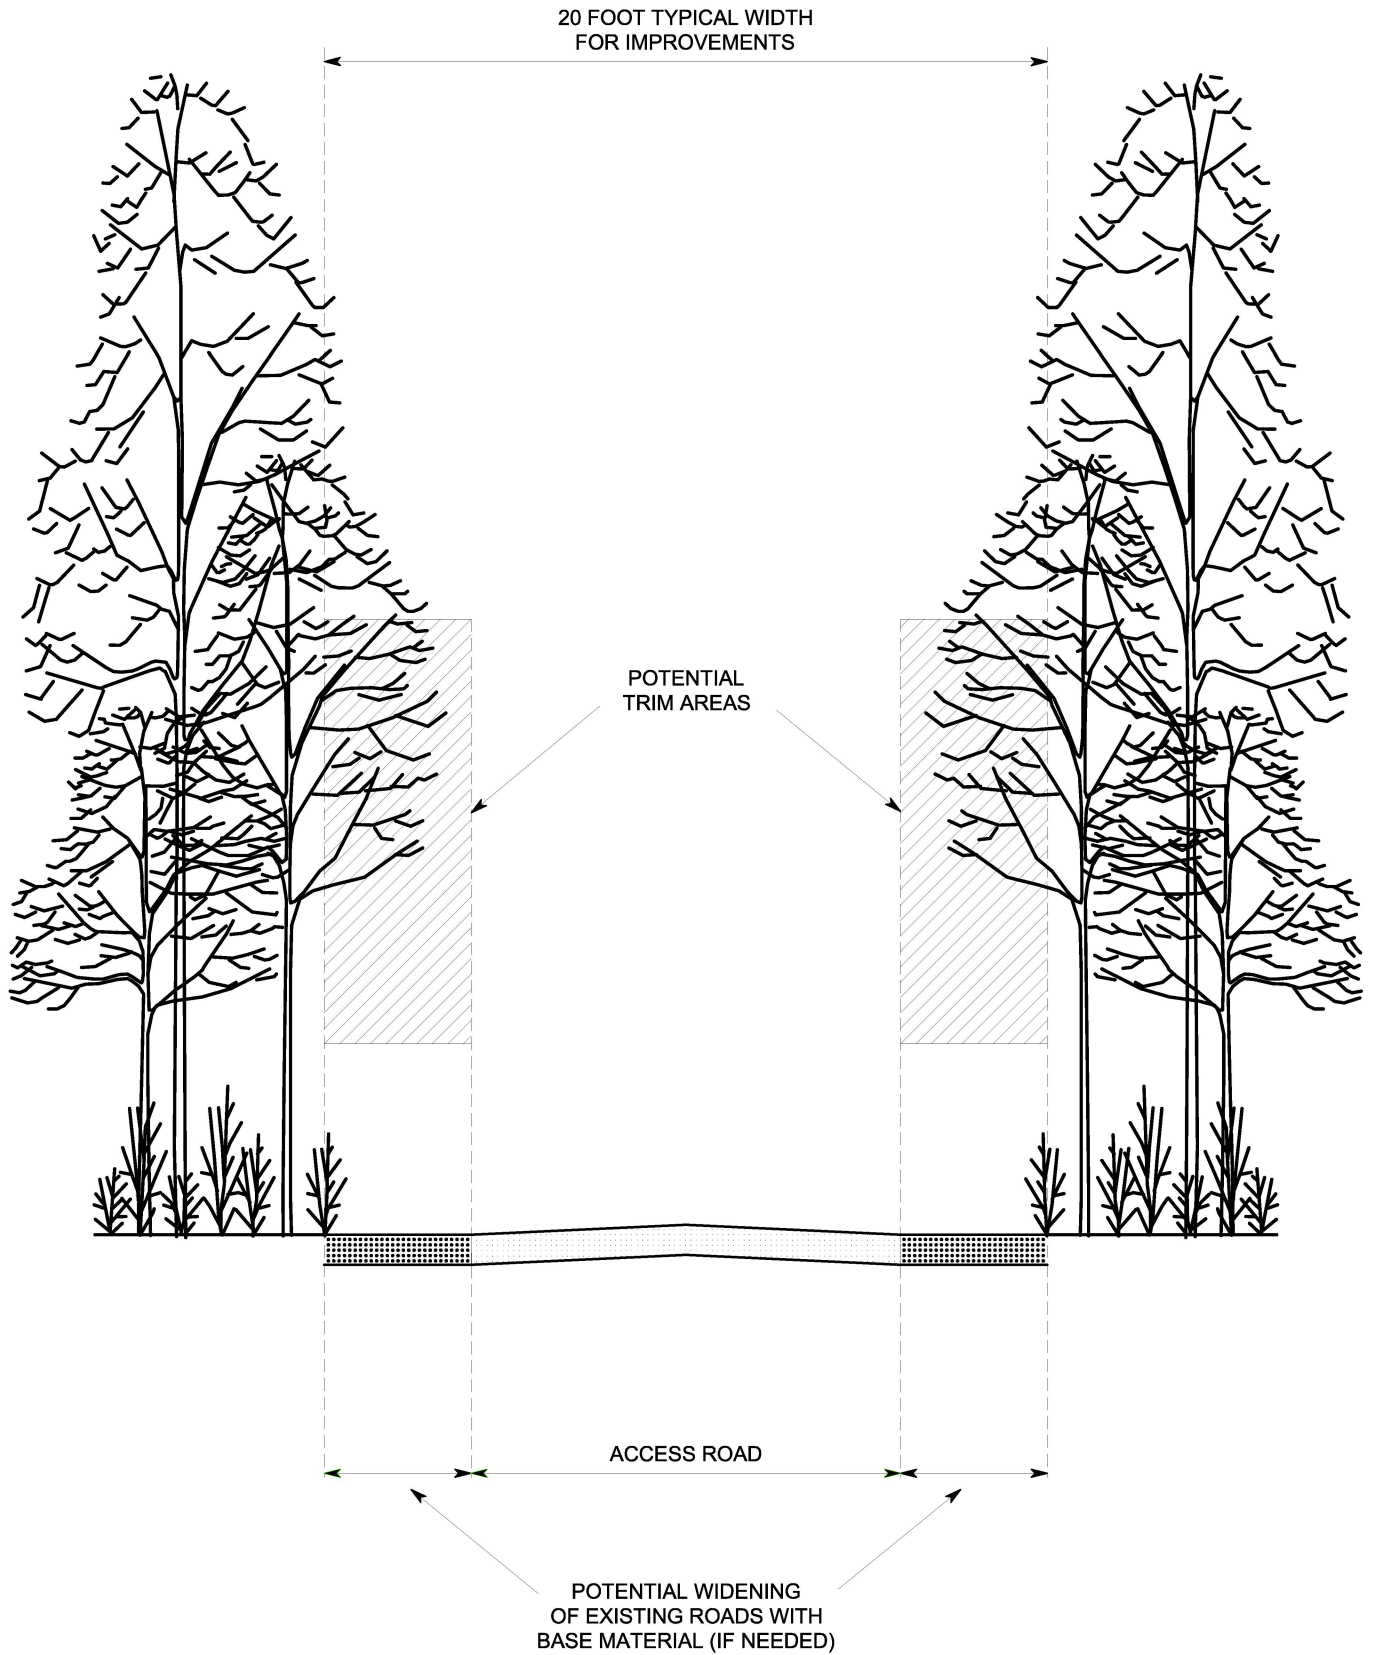 20 FOOT TYPICAL WIDTH
FOR IMPROVEMENTS
POTENTIAL
TRIM AREAS
ACCESS ROAD
POTENTIAL WIDENING
OF EXISTING ROADS WITH
BASE MATERIAL (IF NEEDED)